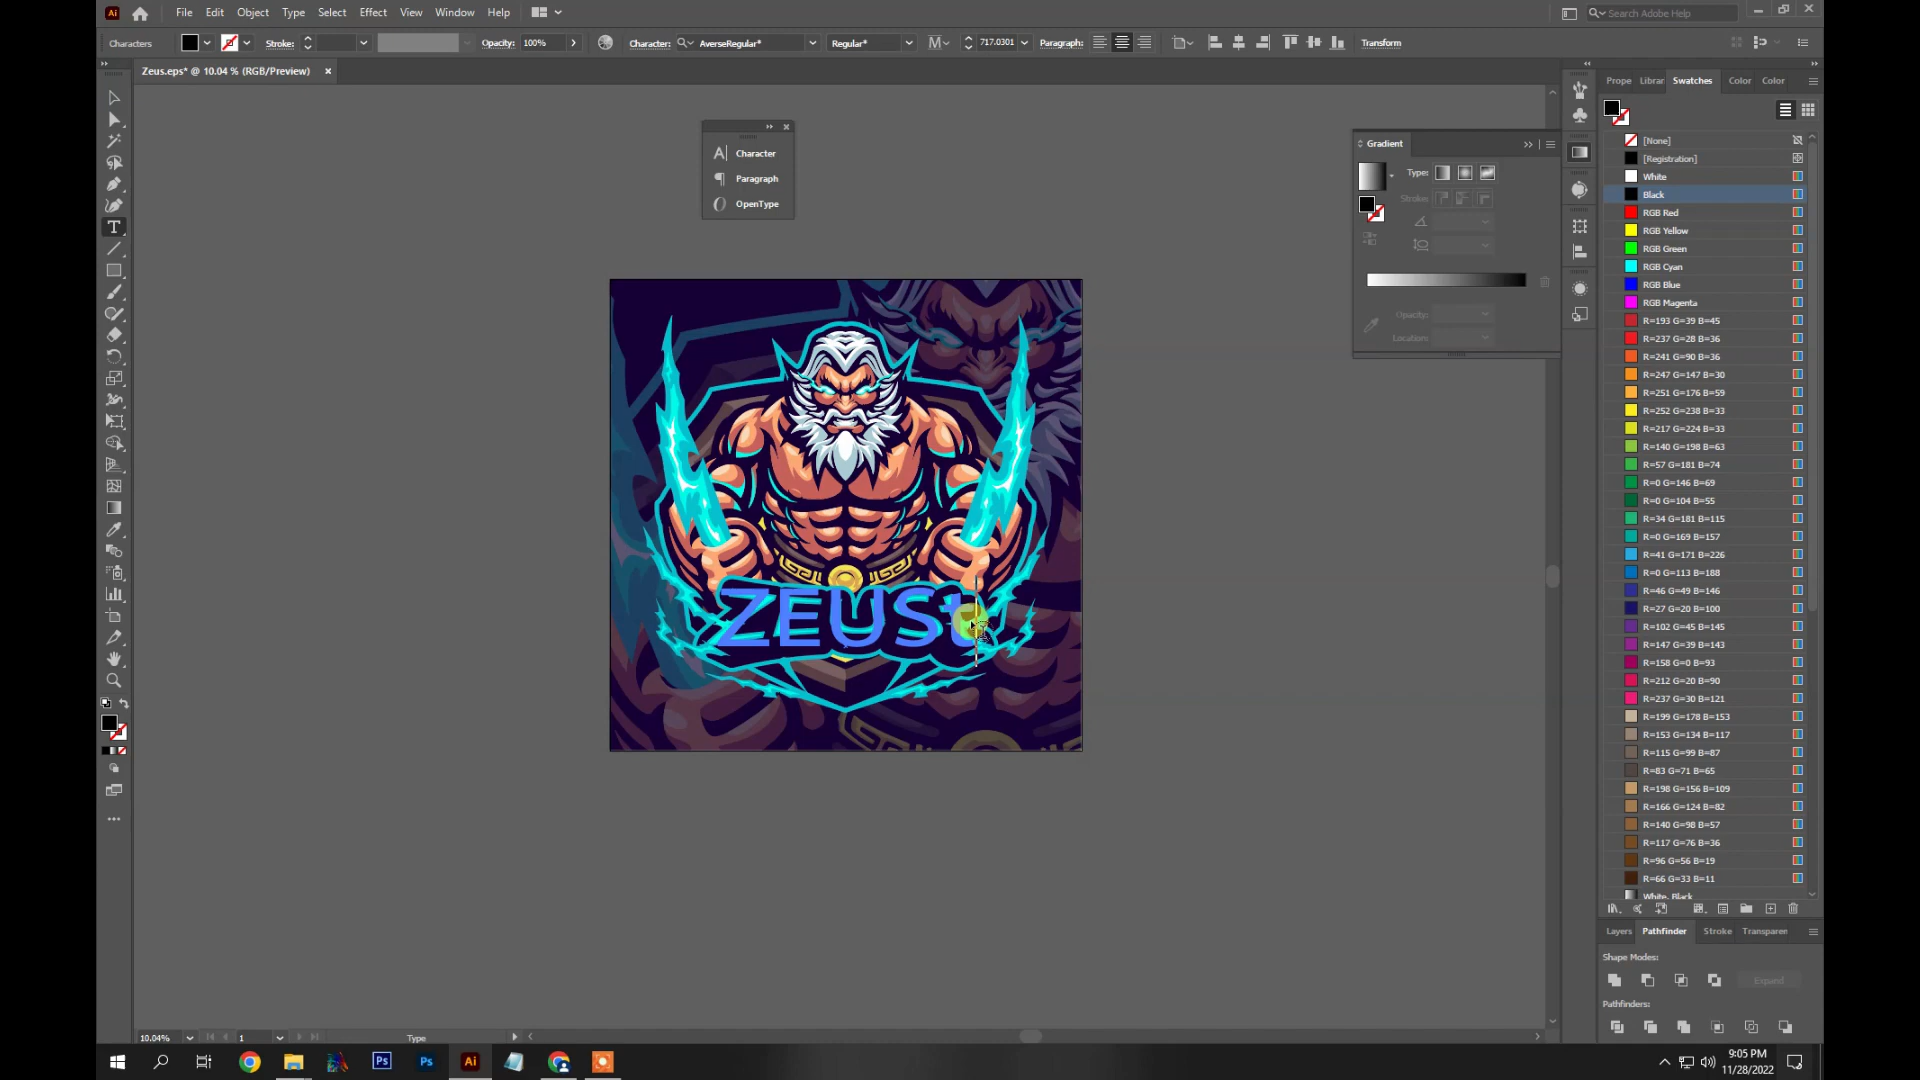 File Edit Object Type Select Effect View Window Help
Search Adobe Help
Characters Stroke: Opacity: 100% Character: AverseRegular* Regular* 717.0301 Paragraph: Transform
Zeus.eps* @ 10.04 % (RGB/Preview)
Character
Paragraph
OpenType
Gradient
Type:
Stroke:
Opacity:
Location:
ZEUSt
Prope Librar Swatches Color Color
[None]
[Registration]
White
Black
RGB Red
RGB Yellow
RGB Green
RGB Cyan
RGB Blue
RGB Magenta
R=193 G=39 B=45
R=237 G=28 B=36
R=241 G=90 B=36
R=247 G=147 B=30
R=251 G=176 B=59
R=252 G=238 B=33
R=217 G=224 B=33
R=140 G=198 B=63
R=57 G=181 B=74
R=0 G=146 B=69
R=0 G=104 B=55
R=34 G=181 B=115
R=0 G=169 B=157
R=41 G=171 B=226
R=0 G=113 B=188
R=46 G=49 B=146
R=27 G=20 B=100
R=102 G=45 B=145
R=147 G=39 B=143
R=158 G=0 B=93
R=212 G=20 B=90
R=237 G=30 B=121
R=199 G=178 B=153
R=153 G=134 B=117
R=115 G=99 B=87
R=83 G=71 B=65
R=198 G=156 B=109
R=166 G=124 B=82
R=140 G=98 B=57
R=117 G=76 B=36
R=96 G=56 B=19
R=66 G=33 B=11
White, Black
Layers Pathfinder Stroke Transparen
Shape Modes:
Expand
Pathfinders:
10.04% 1 Type
9:05 PM
11/28/2022